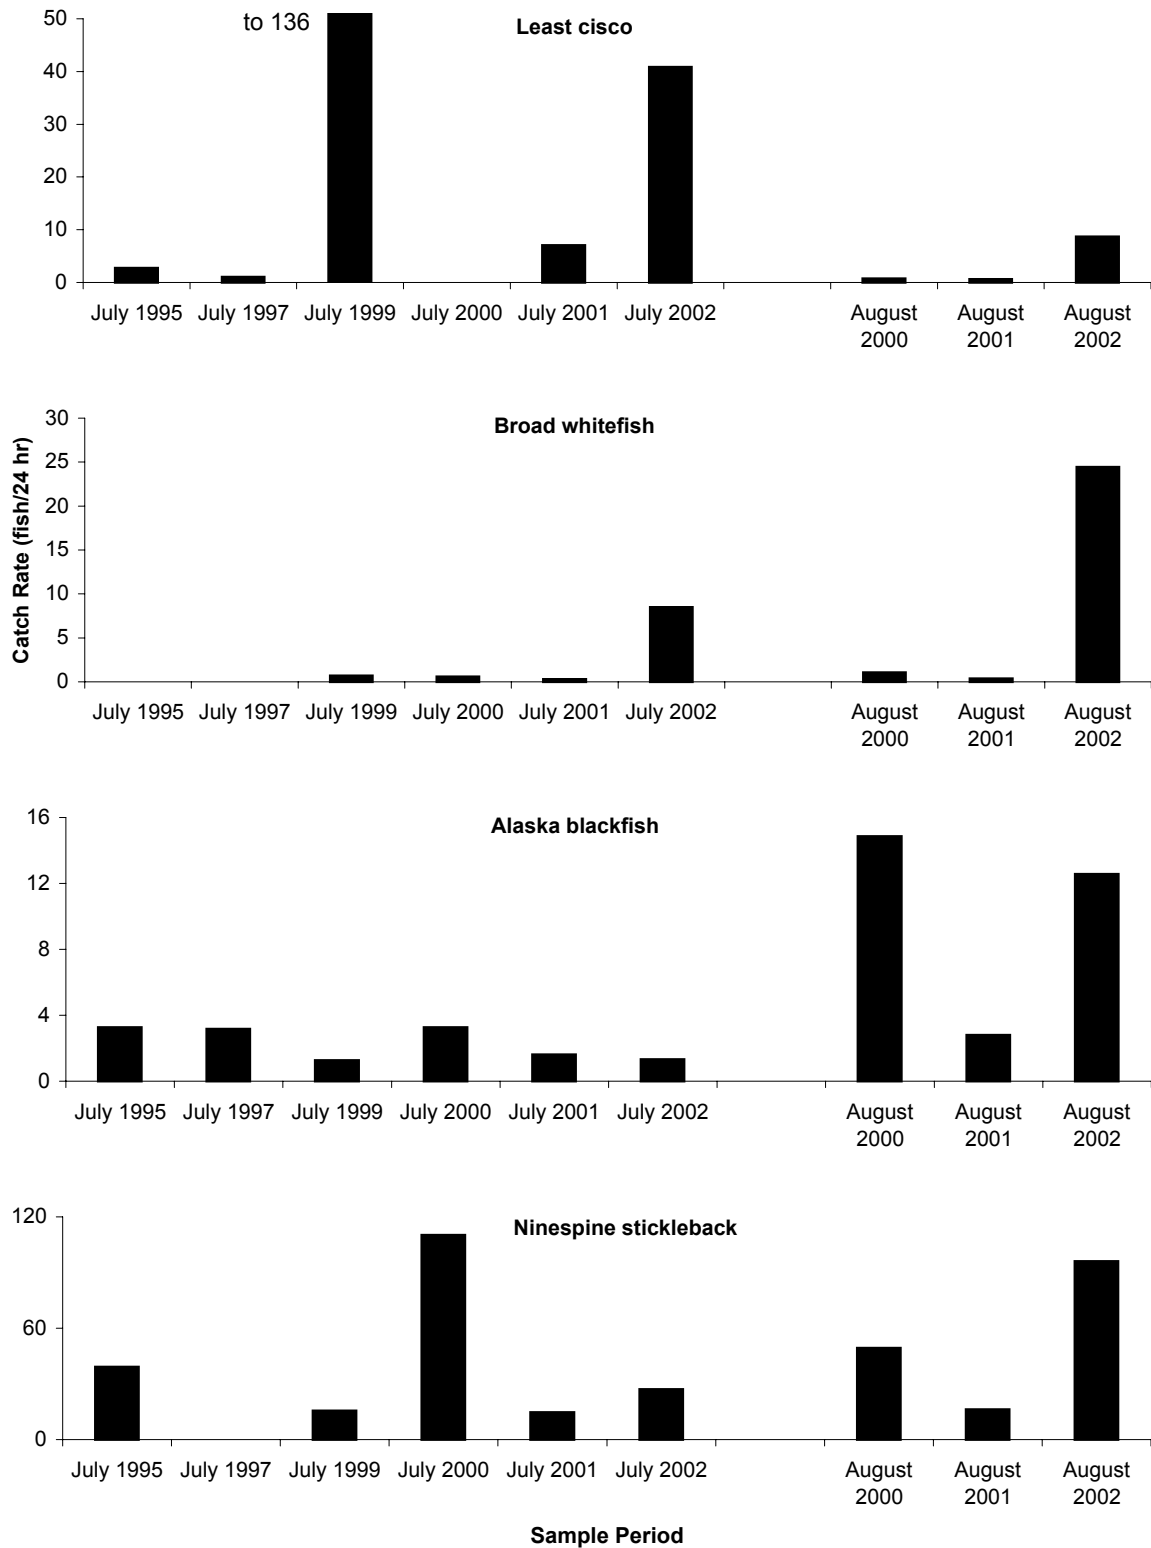 to 136
Least cisco
50
40
30
20
10
0
July 1995 July 1997 July 1999 July 2000 July 2001 July 2002 August 2000 August 2001 August 2002
Catch Rate (fish/24 hr)
Broad whitefish
30
25
20
15
10
5
0
July 1995 July 1997 July 1999 July 2000 July 2001 July 2002 August 2000 August 2001 August 2002
Alaska blackfish
16
12
8
4
0
July 1995 July 1997 July 1999 July 2000 July 2001 July 2002 August 2000 August 2001 August 2002
Ninespine stickleback
120
60
0
July 1995 July 1997 July 1999 July 2000 July 2001 July 2002 August 2000 August 2001 August 2002
Sample Period